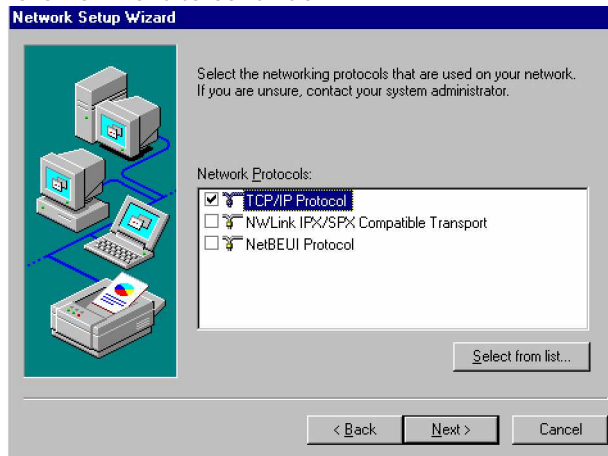 Network Setup Wizard
Select the networking protocols that are used on your network.
If you are unsure, contact your system administrator.
Network Protocols:
TCP/IP Protocol
NWLink IPX/SPX Compatible Transport
NetBEUI Protocol
Select from list...
< Back Next > Cancel